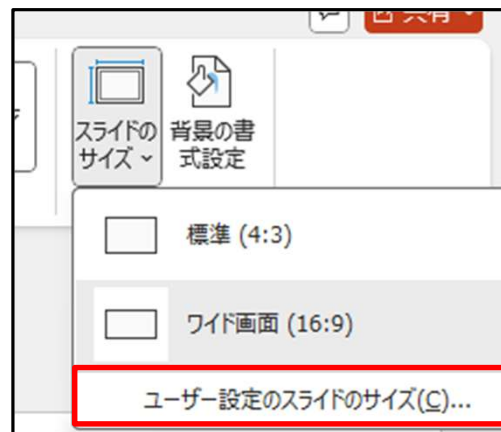 共有
スライドの
サイズ
背景の書
式設定
標準 (4:3)
ワイド画面 (16:9)
ユーザー設定のスライドのサイズ(C)...